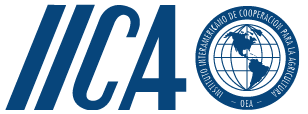 IICA
INSTITUTO INTERAMERICANO DE COOPERACION PARA LA AGRICULTURA
- OEA -